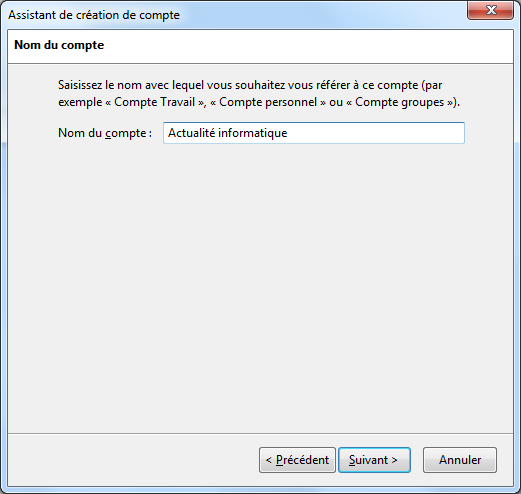 Assistant de création de compte
Nom du compte
Saisissez le nom avec lequel vous souhaitez vous référer à ce compte (par
exemple « Compte Travail », « Compte personnel » ou « Compte groupes »).
Nom du compte : Actualité informatique
< Précédent Suivant > Annuler